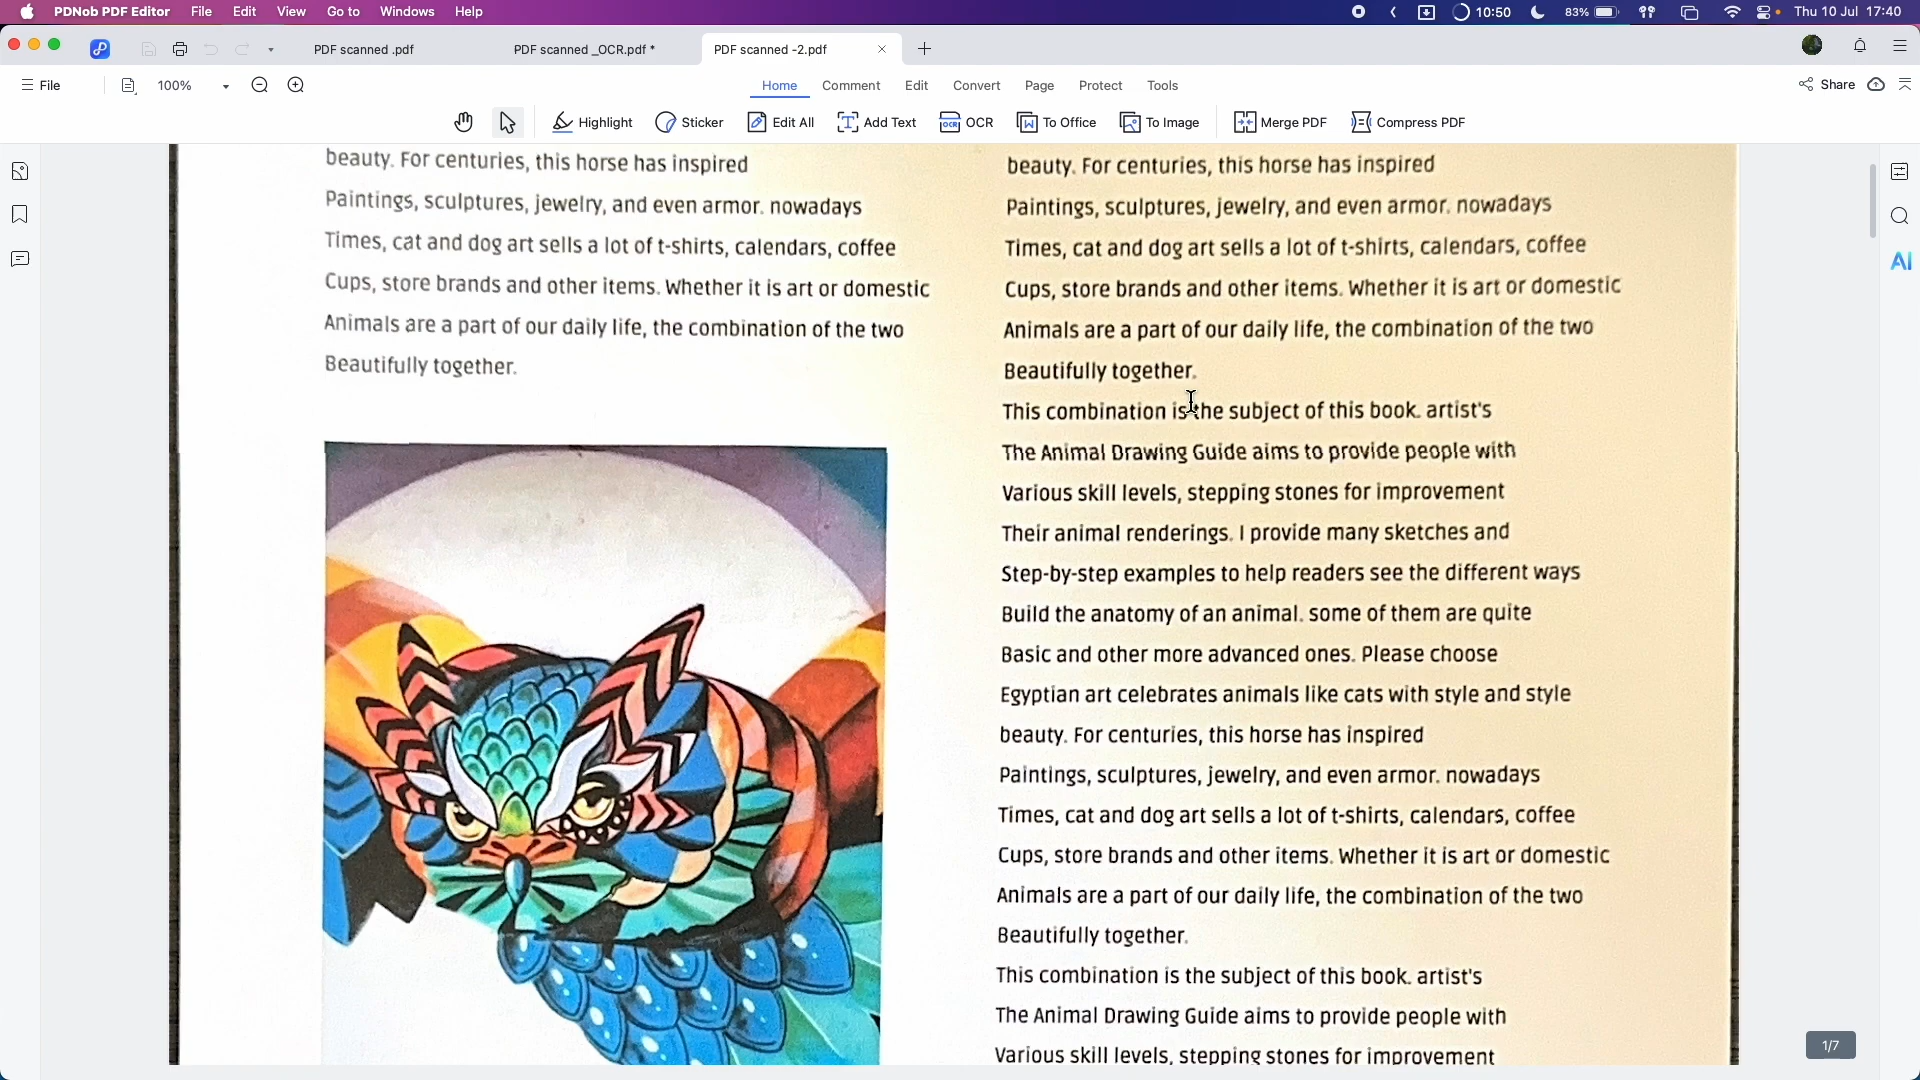 PDNob PDF Editor File Edit View Go to Windows Help
10:50 83% Thu 10 Jul 17:40
PDF scanned .pdf
PDF scanned _OCR.pdf *
PDF scanned -2.pdf
File
100%
Home Comment Edit Convert Page Protect Tools
Share
Highlight Sticker Edit All Add Text OCR To Office To Image Merge PDF Compress PDF
AI
beauty. For centuries, this horse has inspired
Paintings, sculptures, jewelry, and even armor. nowadays
Times, cat and dog art sells a lot of t-shirts, calendars, coffee
Cups, store brands and other items. Whether it is art or domestic
Animals are a part of our daily life, the combination of the two
Beautifully together.
beauty. For centuries, this horse has inspired
Paintings, sculptures, jewelry, and even armor. nowadays
Times, cat and dog art sells a lot of t-shirts, calendars, coffee
Cups, store brands and other items. Whether it is art or domestic
Animals are a part of our daily life, the combination of the two
Beautifully together.
This combination is the subject of this book. artist's
The Animal Drawing Guide aims to provide people with
Various skill levels, stepping stones for improvement
Their animal renderings. I provide many sketches and
Step-by-step examples to help readers see the different ways
Build the anatomy of an animal. some of them are quite
Basic and other more advanced ones. Please choose
Egyptian art celebrates animals like cats with style and style
beauty. For centuries, this horse has inspired
Paintings, sculptures, jewelry, and even armor. nowadays
Times, cat and dog art sells a lot of t-shirts, calendars, coffee
Cups, store brands and other items. Whether it is art or domestic
Animals are a part of our daily life, the combination of the two
Beautifully together.
This combination is the subject of this book. artist's
The Animal Drawing Guide aims to provide people with
Various skill levels, stepping stones for improvement
1/7